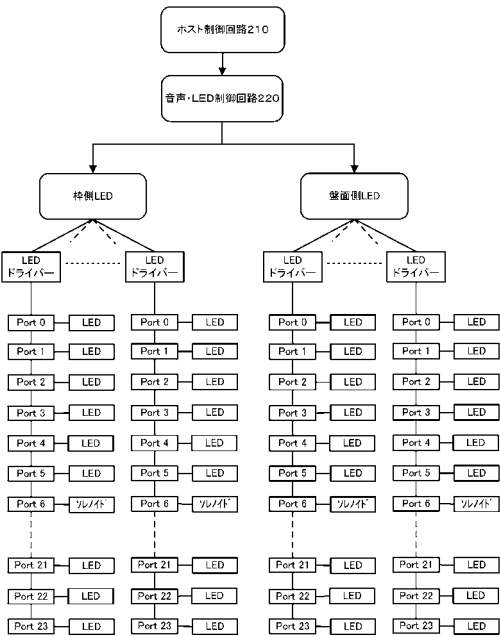 ホスト制御回路210
音声・LED制御回路220
枠側LED
盤面側LED
LED
ドライバー
LED
ドライバー
LED
ドライバー
LED
ドライバー
Port 0 LED Port 0 LED Port 0 LED Port 0 LED
Port 1 LED Port 1 LED Port 1 LED Port 1 LED
Port 2 LED Port 2 LED Port 2 LED Port 2 LED
Port 3 LED Port 3 LED Port 3 LED Port 3 LED
Port 4 LED Port 4 LED Port 4 LED Port 4 LED
Port 5 LED Port 5 LED Port 5 LED Port 5 LED
Port 6 ソレノイド Port 6 ソレノイド Port 6 ソレノイド Port 6 ソレノイド
Port 21 LED Port 21 LED Port 21 LED Port 21 LED
Port 22 LED Port 22 LED Port 22 LED Port 22 LED
Port 23 LED Port 23 LED Port 23 LED Port 23 LED